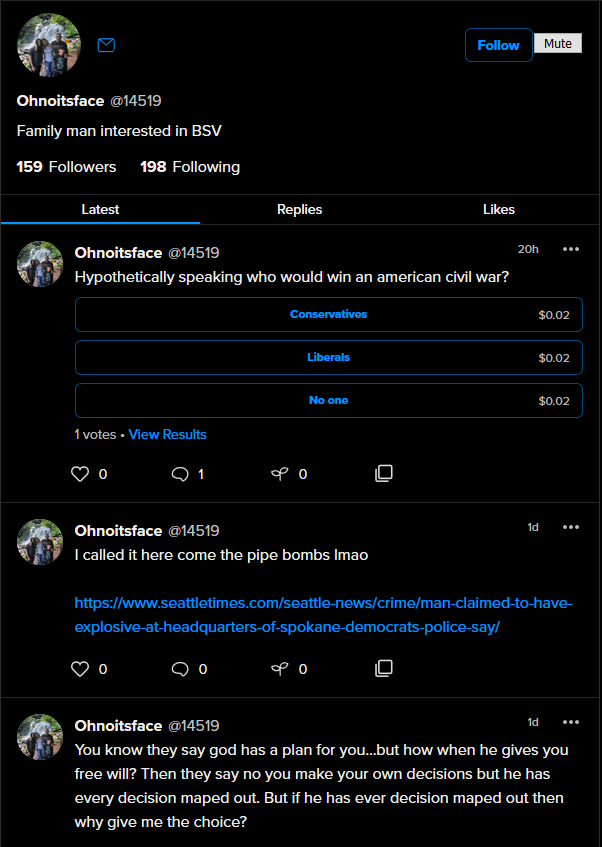 Follow
Mute
Ohnoitsface @14519
Family man interested in BSV
159 Followers 198 Following
Latest Replies Likes
Ohnoitsface @14519 20h
Hypothetically speaking who would win an american civil war?
Conservatives $0.02
Liberals $0.02
No one $0.02
1 votes • View Results
0 1 0
Ohnoitsface @14519 1d
I called it here come the pipe bombs lmao
https://www.seattletimes.com/seattle-news/crime/man-claimed-to-have-
explosive-at-headquarters-of-spokane-democrats-police-say/
0 0 0
Ohnoitsface @14519 1d
You know they say god has a plan for you...but how when he gives you
free will? Then they say no you make your own decisions but he has
every decision maped out. But if he has ever decision maped out then
why give me the choice?